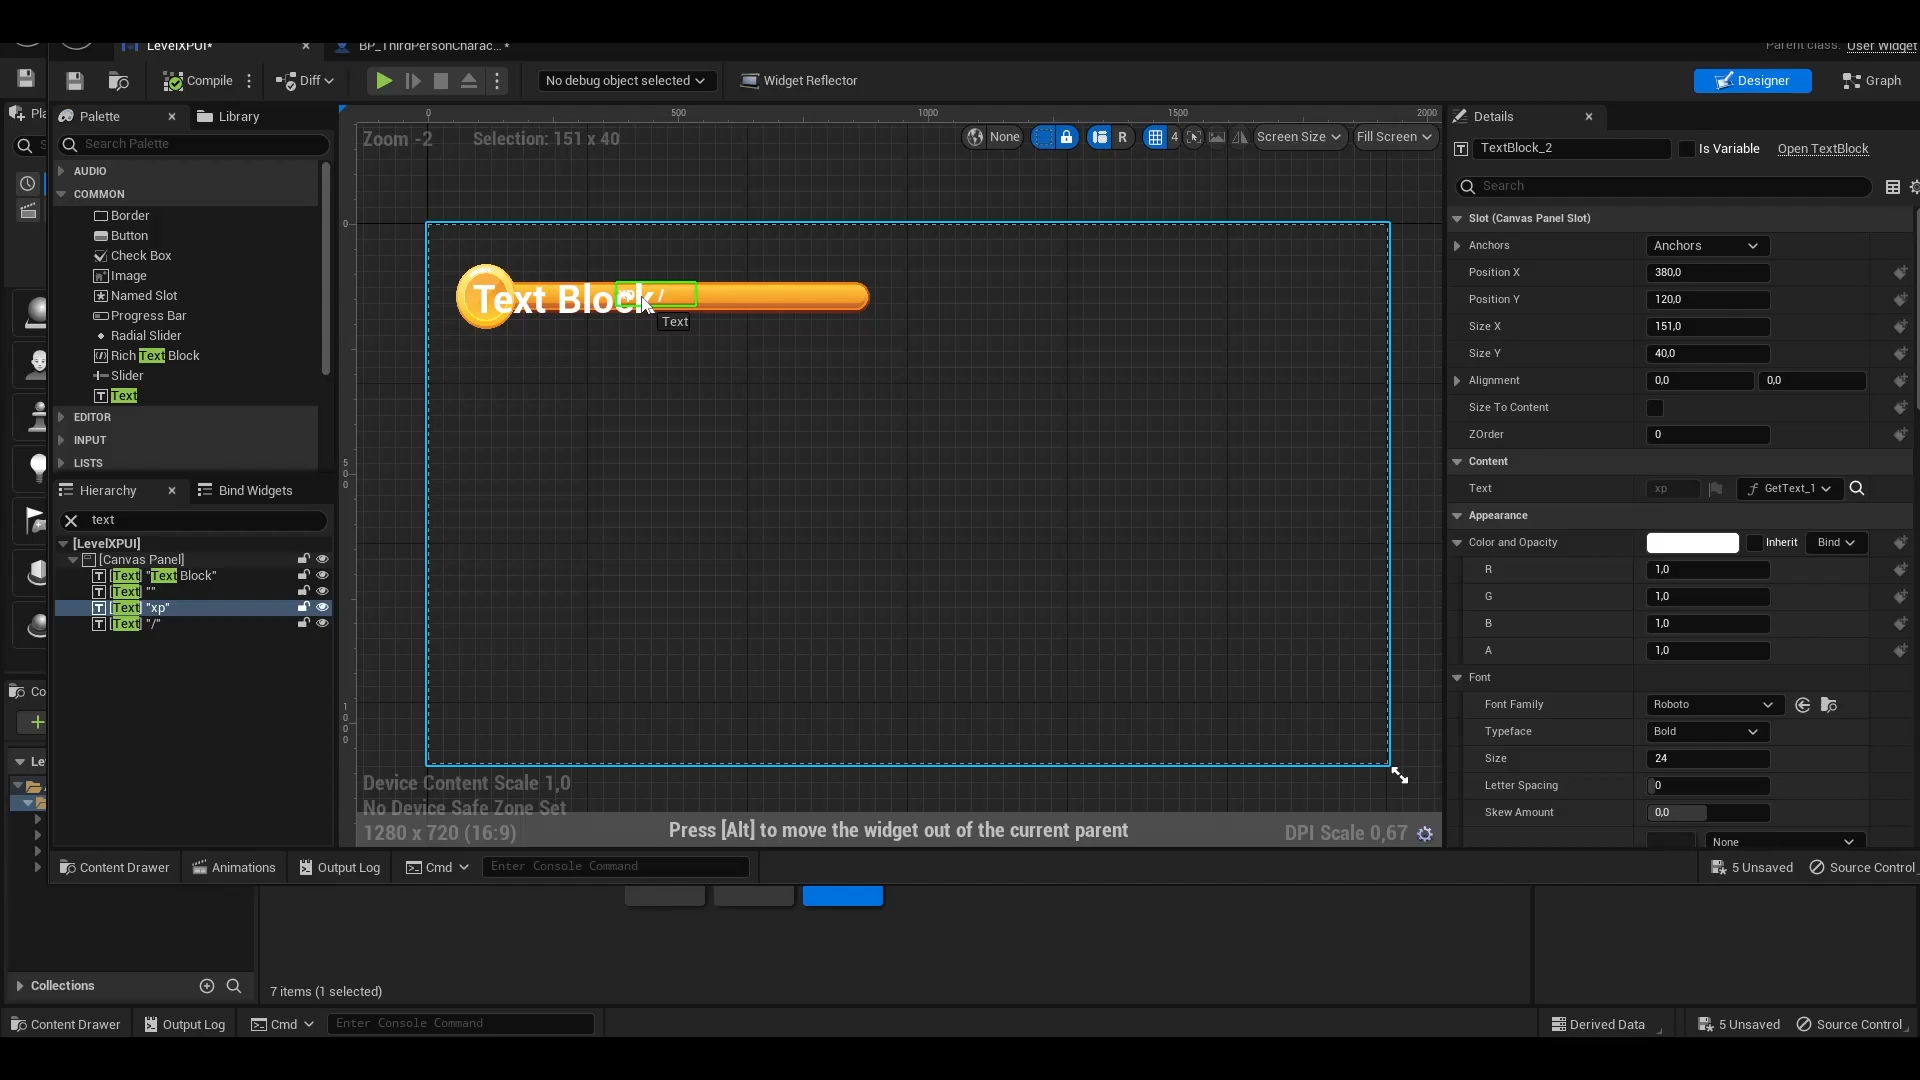 LevelXPUI*
BP_ThirdPersonCharac... *
Parent class: User Widget
Compile
Diff
No debug object selected
Widget Reflector
Designer
Graph
Pla
Palette
Library
Search Palette
AUDIO
COMMON
Border
Button
Check Box
Image
Named Slot
Progress Bar
Radial Slider
Rich Text Block
Slider
Text
EDITOR
INPUT
LISTS
Hierarchy
Bind Widgets
text
[LevelXPUI]
[Canvas Panel]
[Text] "Text Block"
[Text] ""
[Text] "xp"
[Text] "/"
Co
Le
0
500
1000
1500
2000
Zoom -2
Selection: 151 x 40
None
R
4
Screen Size
Fill Screen
0
500
1000
Text Block
xp /
Text
Device Content Scale 1,0
No Device Safe Zone Set
1280 x 720 (16:9)
Press [Alt] to move the widget out of the current parent
DPI Scale 0,67
Details
TextBlock_2
Is Variable
Open TextBlock
Search
Slot (Canvas Panel Slot)
Anchors
Anchors
Position X
380,0
Position Y
120,0
Size X
151,0
Size Y
40,0
Alignment
0,0
0,0
Size To Content
ZOrder
0
Content
Text
xp
GetText_1
Appearance
Color and Opacity
Inherit
Bind
R
1,0
G
1,0
B
1,0
A
1,0
Font
Font Family
Roboto
Typeface
Bold
Size
24
Letter Spacing
0
Skew Amount
0,0
None
Content Drawer
Animations
Output Log
Cmd
Enter Console Command
5 Unsaved
Source Control
Collections
7 items (1 selected)
Content Drawer
Output Log
Cmd
Enter Console Command
Derived Data
5 Unsaved
Source Control